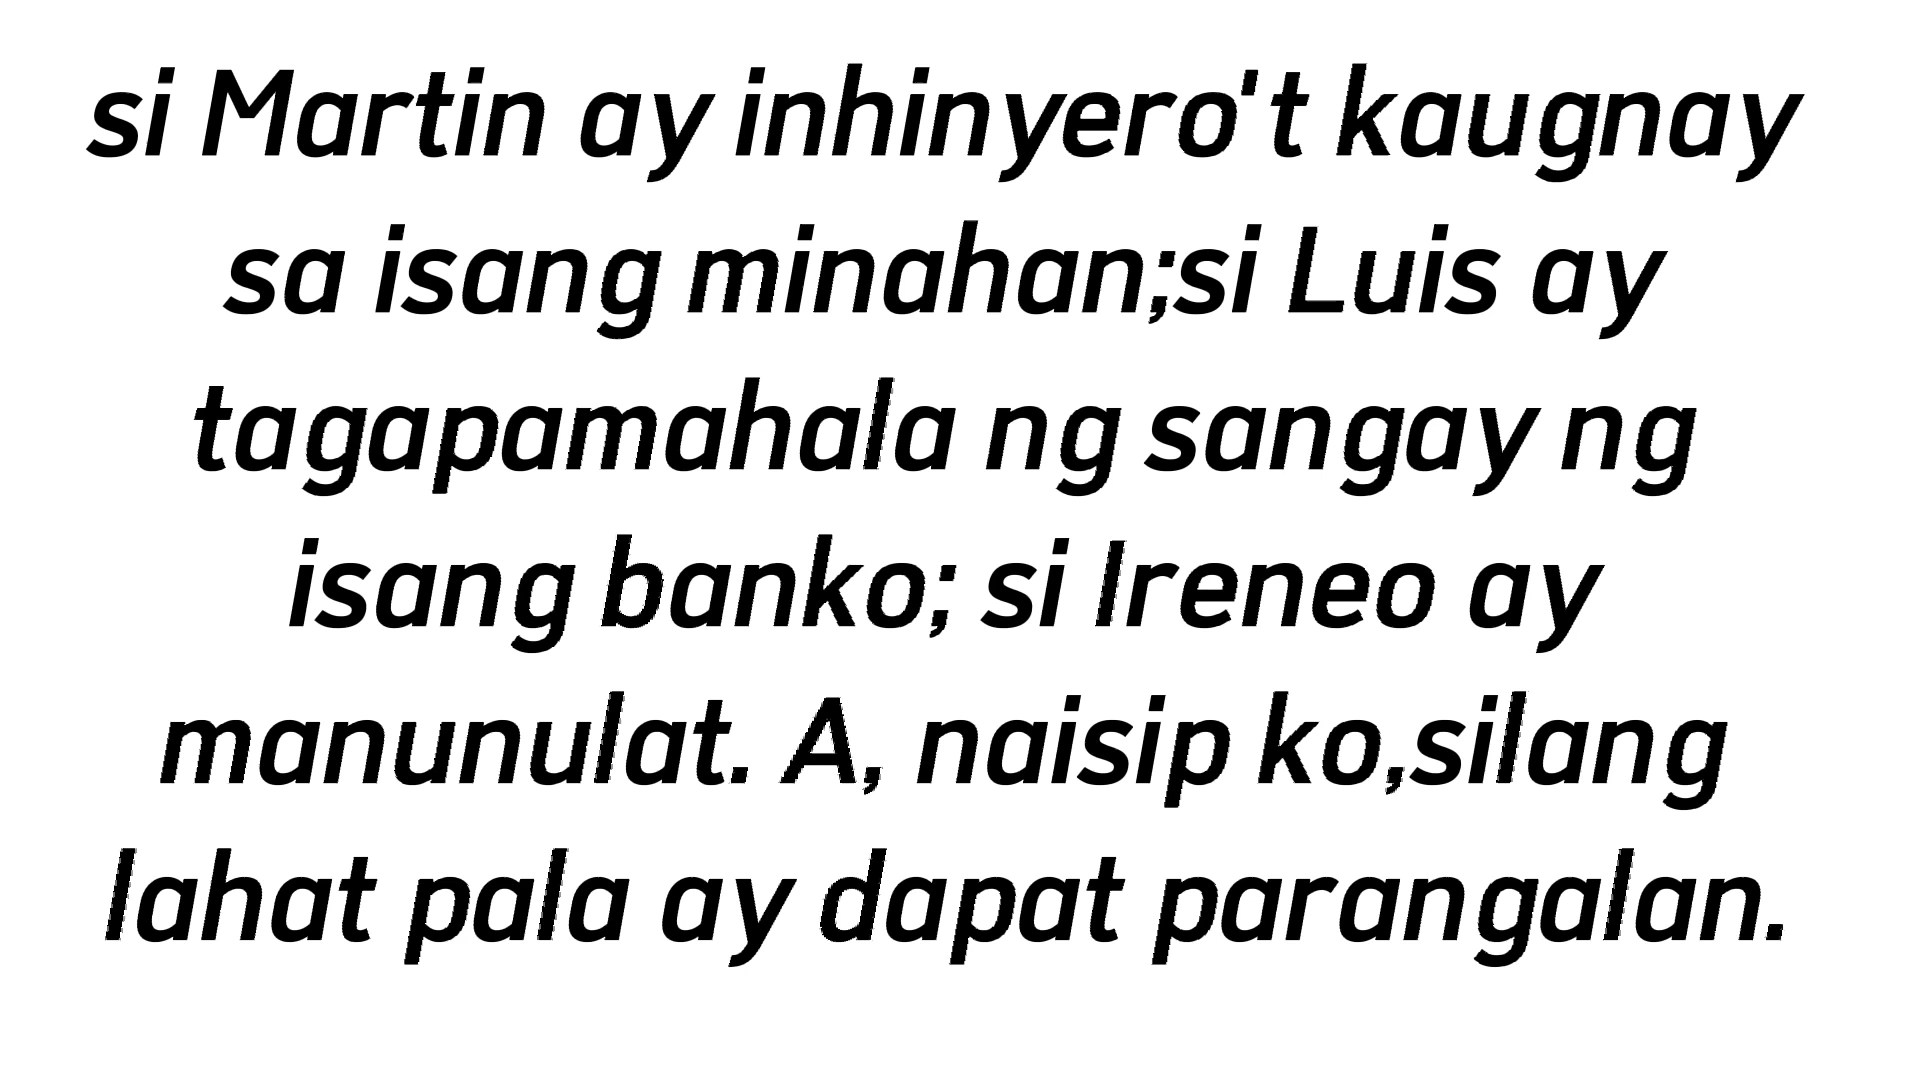 si Martin ay inhinyero't kaugnay
sa isang minahan;si Luis ay
tagapamahala ng sangay ng
isang banko; si Ireneo ay
manunulat. A, naisip ko,silang
lahat pala ay dapat parangalan.